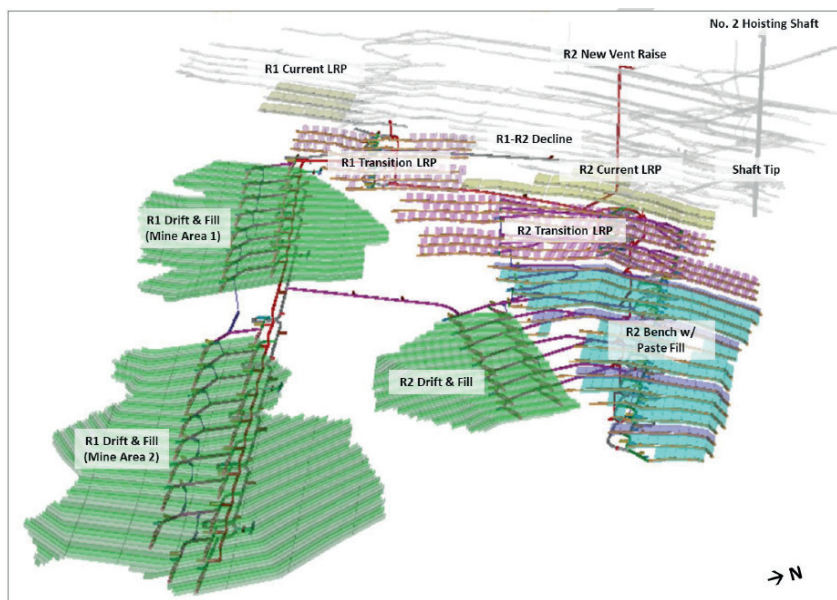 No. 2 Hoisting Shaft
R2 New Vent Raise
R1 Current LRP
R1-R2 Decline
R1 Transition LRP
R2 Current LRP
Shaft Tip
R1 Drift & Fill
(Mine Area 1)
R2 Transition LRP
R2 Bench w/
Paste Fill
R2 Drift & Fill
R1 Drift & Fill
(Mine Area 2)
N